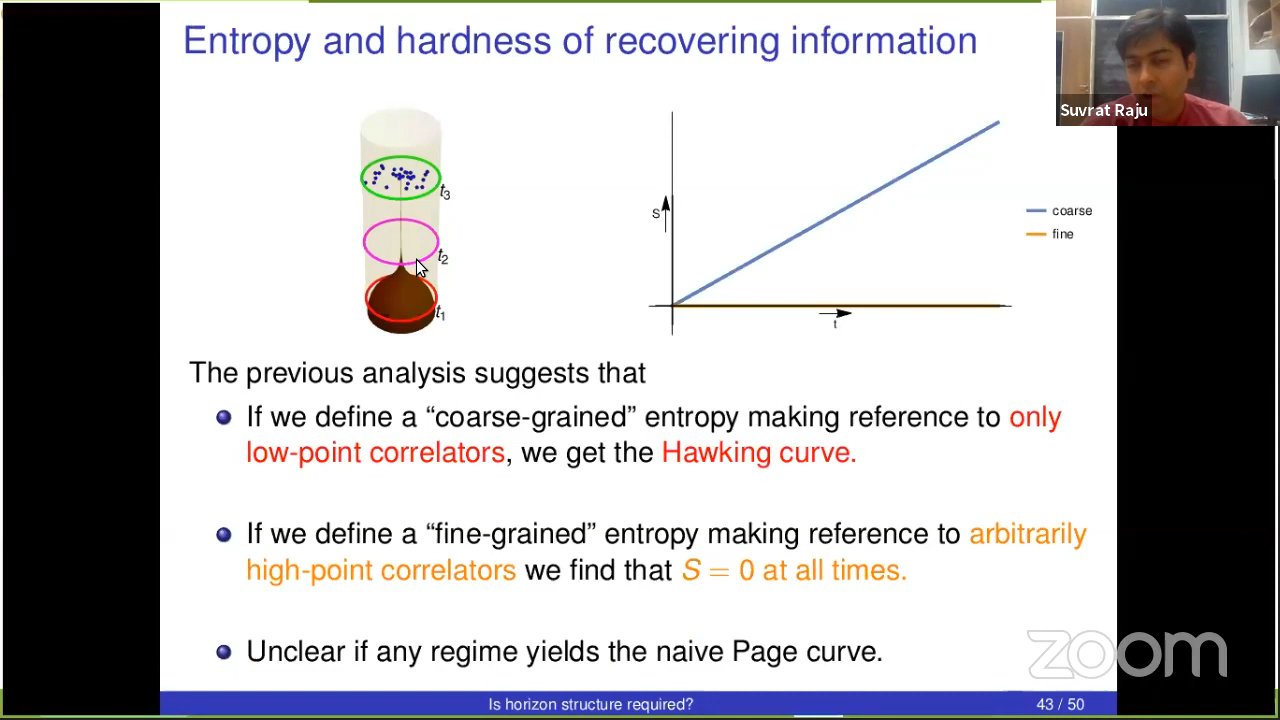 Entropy and hardness of recovering information
Suvrat Raju
t3
t2
t1
S
t
coarse
fine
The previous analysis suggests that
If we define a “coarse-grained” entropy making reference to only
low-point correlators, we get the Hawking curve.
If we define a “fine-grained” entropy making reference to arbitrarily
high-point correlators we find that S = 0 at all times.
Unclear if any regime yields the naive Page curve.
zoom
Is horizon structure required?
43 / 50